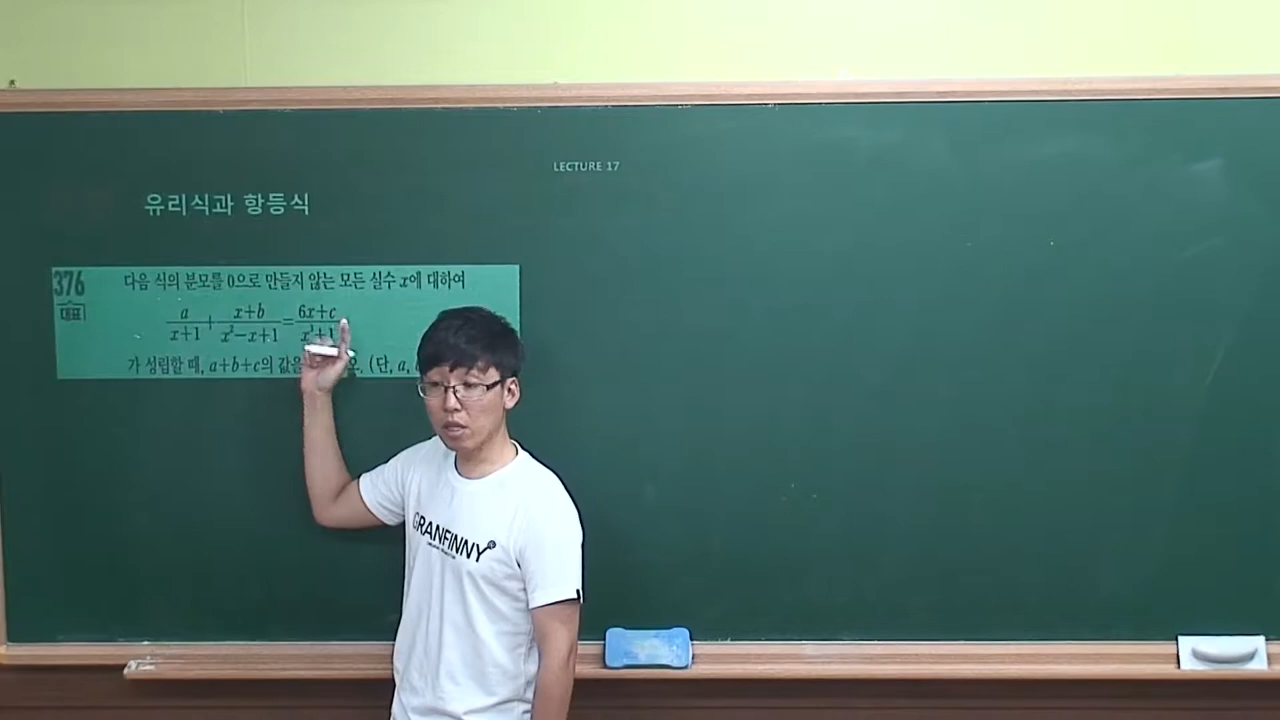 LECTURE 17
유리식과 항등식
376
대표
다음 식의 분모를 0으로 만들지 않는 모든 실수 x에 대하여
a/(x+1) + (x+b)/(x²-x+1) = (6x+c)/(x³+1)
가 성립할 때, a+b+c의 값을 오. (단, a,
GRANFINNY